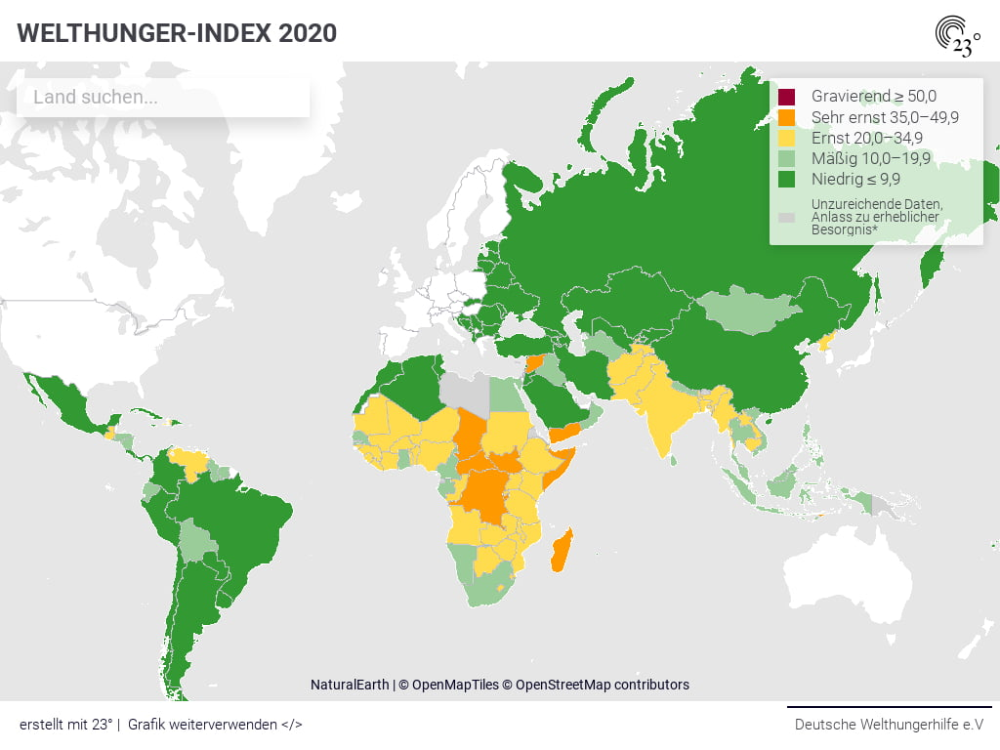 WELTHUNGER-INDEX 2020
23°
Land suchen...
Gravierend ≥ 50,0
Sehr ernst 35,0–49,9
Ernst 20,0–34,9
Mäßig 10,0–19,9
Niedrig ≤ 9,9
Unzureichende Daten,
Anlass zu erheblicher
Besorgnis*
NaturalEarth | © OpenMapTiles © OpenStreetMap contributors
erstellt mit 23° | Grafik weiterverwenden </>
Deutsche Welthungerhilfe e.V